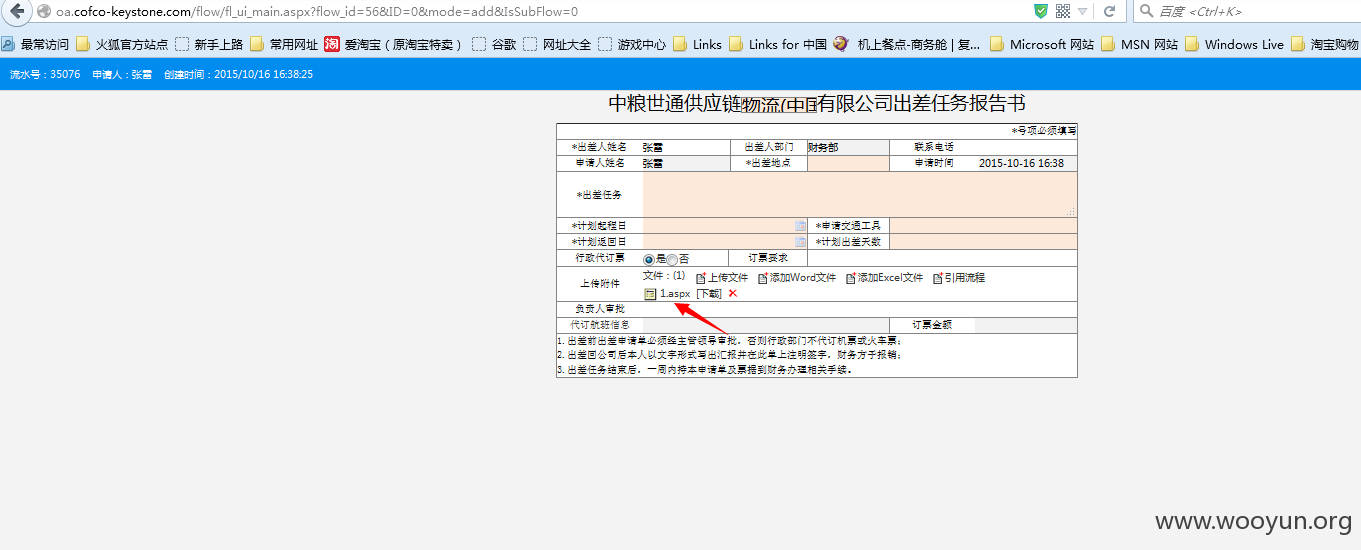 oa.cofco-keystone.com/flow/fl_ui_main.aspx?flow_id=56&ID=0&mode=add&IsSubFlow=0
百度 <Ctrl+K>
最常访问 火狐官方站点 新手上路 常用网址 淘 爱淘宝（原淘宝特卖） 谷歌 网址大全 游戏中心 Links Links for 中国 机上餐点-商务舱 | 复... Microsoft 网站 MSN 网站 Windows Live 淘宝购物
流水号：35076 申请人：张雷 创建时间：2015/10/16 16:38:25
中粮世通供应链物流(中国有限公司出差任务报告书
*号项必须填写
*出差人姓名 张雷 出差人部门 财务部 联系电话
申请人姓名 张雷 *出差地点 申请时间 2015-10-16 16:38
*出差任务
*计划起程日 *申请交通工具
*计划返回日 *计划出差天数
行政代订票 是 否 订票要求
上传附件 文件：(1) 上传文件 添加Word文件 添加Excel文件 引用流程
1.aspx [下载]
负责人审批
代订航班信息 订票金额
1. 出差前出差申请单必须经主管领导审批，否则行政部门不代订机票或火车票；
2. 出差回公司后本人以文字形式写出汇报并在此单上注明签字，财务方予报销；
3. 出差任务结束后，一周内持本申请单及票据到财务办理相关手续。
www.wooyun.org